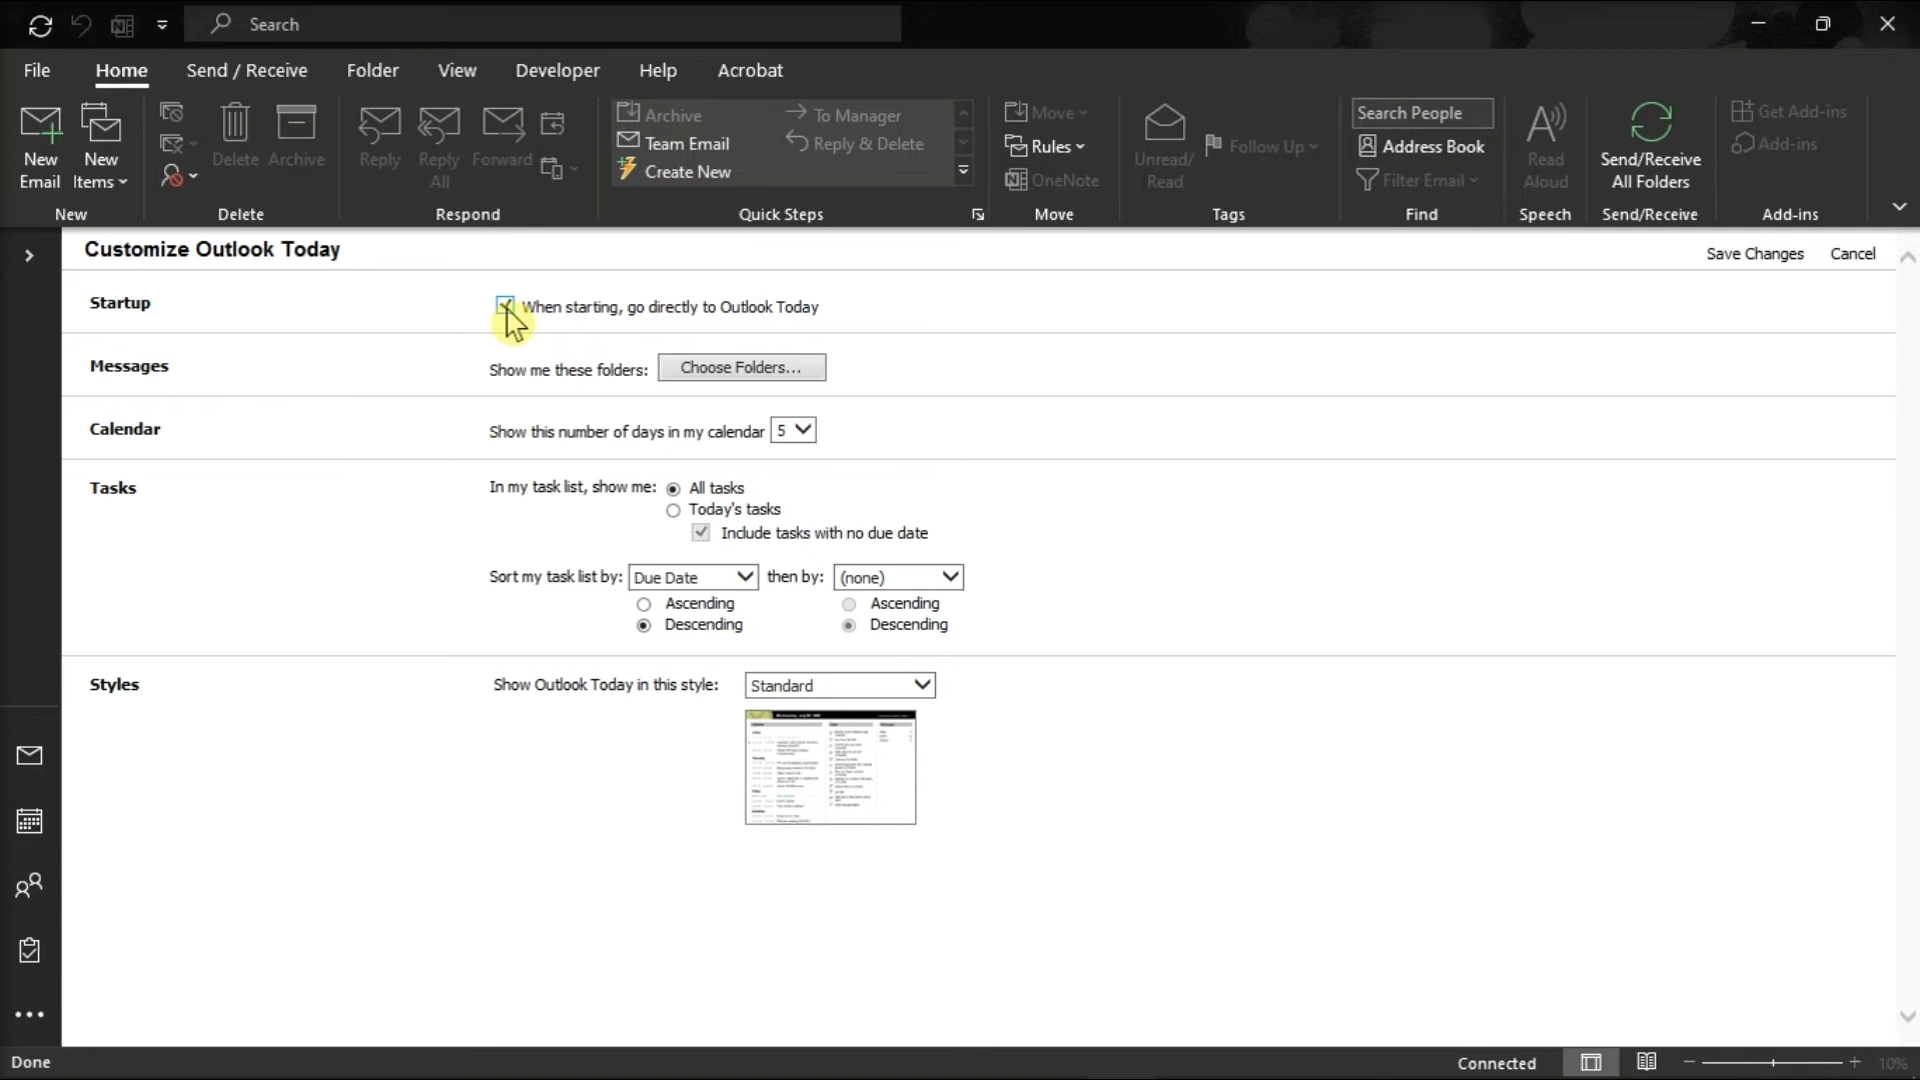 Search
File Home Send / Receive Folder View Developer Help Acrobat
New Email
New Items
Delete
Archive
Delete
Reply
Reply All
Forward
Respond
Archive
To Manager
Team Email
Reply & Delete
Create New
Quick Steps
Move
Rules
OneNote
Move
Unread/ Read
Follow Up
Tags
Search People
Address Book
Filter Email
Find
Read Aloud
Speech
Send/Receive All Folders
Send/Receive
Get Add-ins
Add-ins
Add-ins
Customize Outlook Today
Save Changes Cancel
Startup
When starting, go directly to Outlook Today
Messages
Show me these folders: Choose Folders...
Calendar
Show this number of days in my calendar 5
Tasks
In my task list, show me: All tasks
Today's tasks
Include tasks with no due date
Sort my task list by: Due Date then by: (none)
Ascending Ascending
Descending Descending
Styles
Show Outlook Today in this style: Standard
Done
Connected
10%